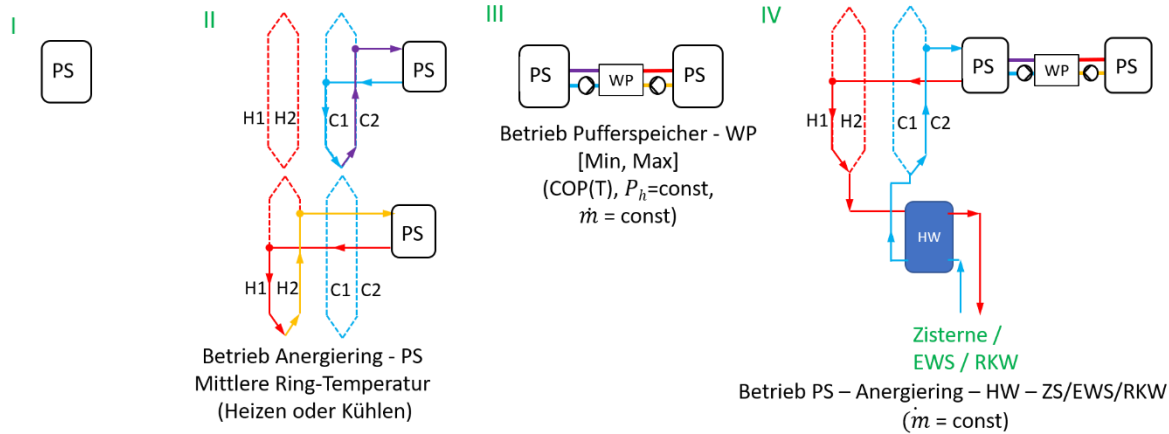 I
PS
II
H1 H2 C1 C2
PS
H1 H2 C1 C2
PS
Betrieb Anergiering - PS
Mittlere Ring-Temperatur
(Heizen oder Kühlen)
III
PS WP PS
Betrieb Pufferspeicher - WP
[Min, Max]
(COP(T), P_h=const,
ṁ = const)
IV
PS WP PS
H1 H2 C1 C2
HW
Zisterne /
EWS / RKW
Betrieb PS – Anergiering – HW – ZS/EWS/RKW
(ṁ = const)